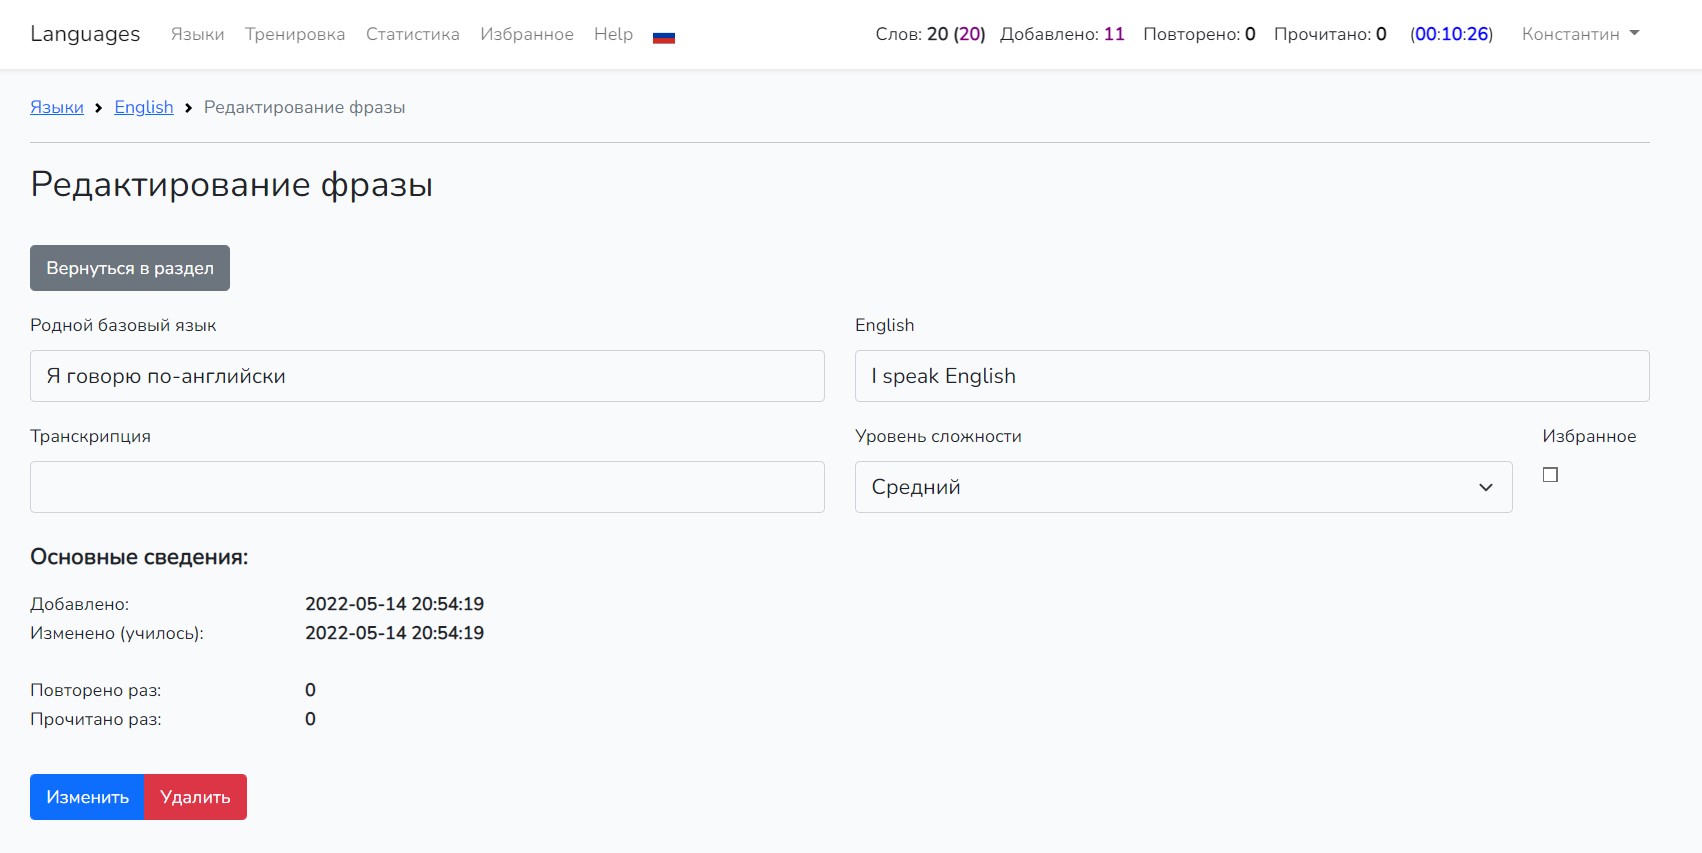 Languages Языки Тренировка Статистика Избранное Help Слов: 20 (20) Добавлено: 11 Повторено: 0 Прочитано: 0 (00:10:26) Константин
Языки English Редактирование фразы
Редактирование фразы
Вернуться в раздел
Родной базовый язык English
Я говорю по-английски I speak English
Транскрипция Уровень сложности Избранное
Средний
Основные сведения:
Добавлено: 2022-05-14 20:54:19
Изменено (училось): 2022-05-14 20:54:19
Повторено раз: 0
Прочитано раз: 0
Изменить Удалить